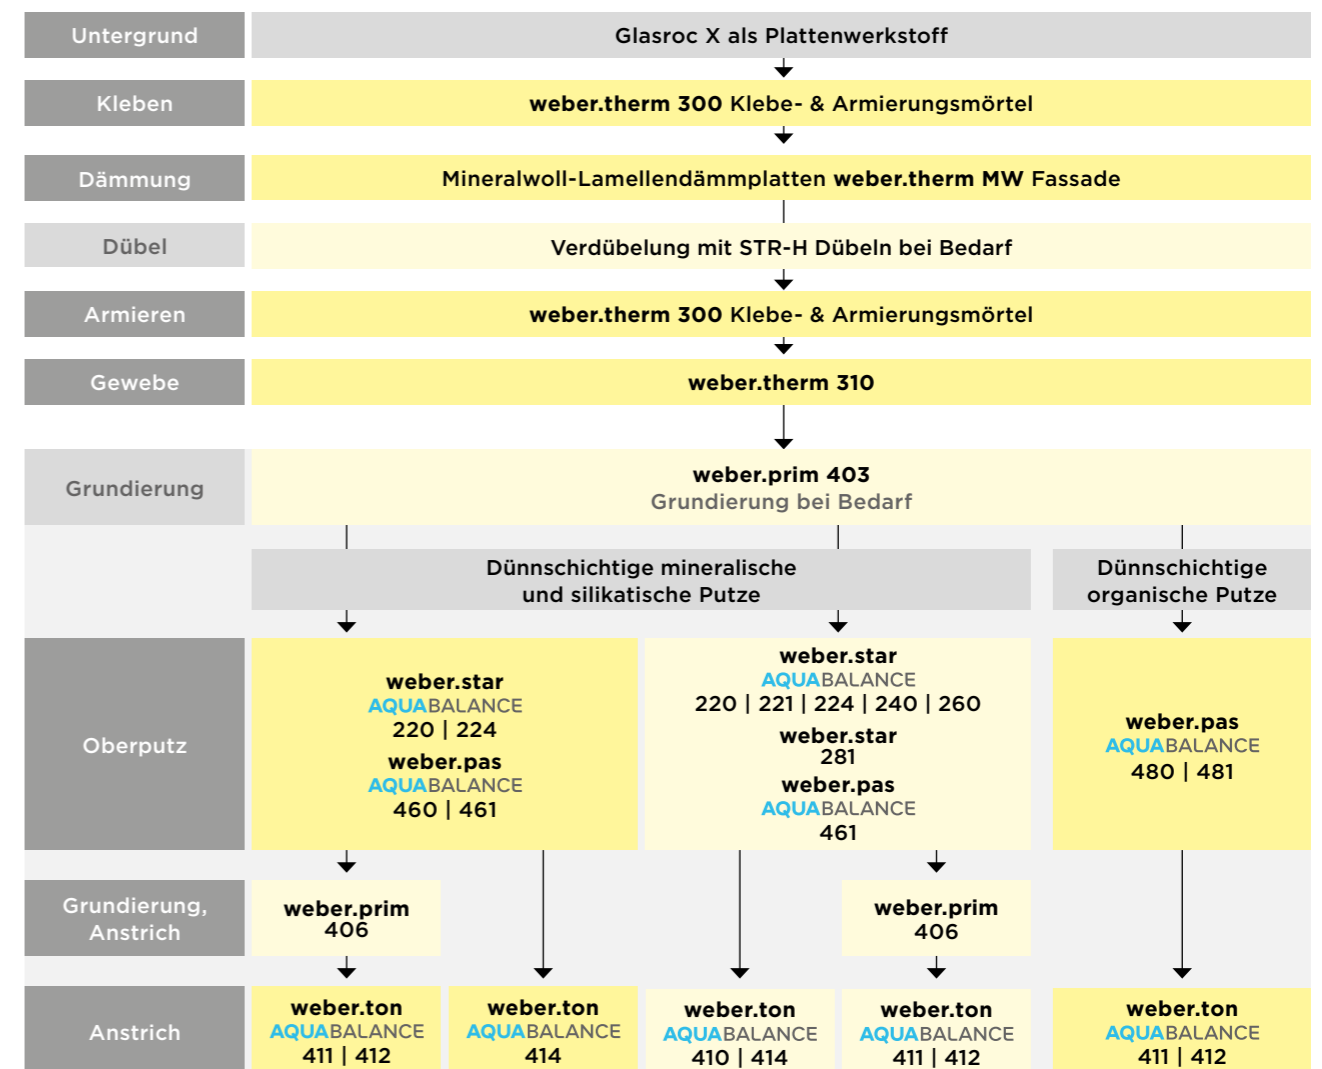 Untergrund
Glasroc X als Plattenwerkstoff
Kleben
weber.therm 300 Klebe- & Armierungsmörtel
Dämmung
Mineralwoll-Lamellendämmplatten weber.therm MW Fassade
Dübel
Verdübelung mit STR-H Dübeln bei Bedarf
Armieren
weber.therm 300 Klebe- & Armierungsmörtel
Gewebe
weber.therm 310
Grundierung
weber.prim 403
Grundierung bei Bedarf
Dünnschichtige mineralische
und silikatische Putze
Dünnschichtige
organische Putze
Oberputz
weber.star
AQUABALANCE
220 | 224
weber.pas
AQUABALANCE
460 | 461
weber.star
AQUABALANCE
220 | 221 | 224 | 240 | 260
weber.star
281
weber.pas
AQUABALANCE
461
weber.pas
AQUABALANCE
480 | 481
Grundierung,
Anstrich
weber.prim
406
weber.prim
406
Anstrich
weber.ton
AQUABALANCE
411 | 412
weber.ton
AQUABALANCE
414
weber.ton
AQUABALANCE
410 | 414
weber.ton
AQUABALANCE
411 | 412
weber.ton
AQUABALANCE
411 | 412